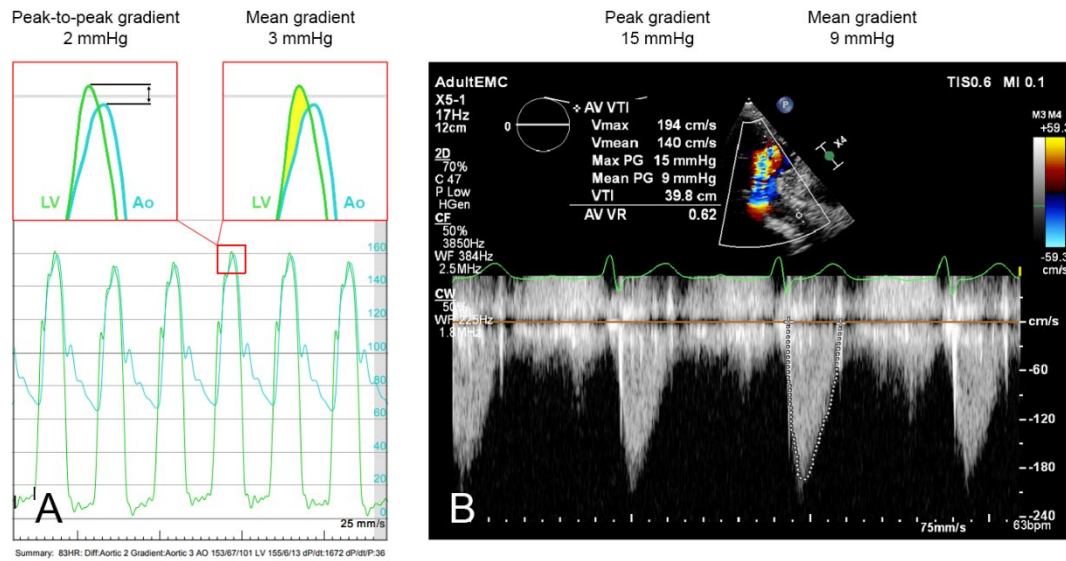 Peak-to-peak gradient
2 mmHg
Mean gradient
3 mmHg
LV
Ao
LV
Ao
160
140
120
100
80
60
40
20
0
A
25 mm/s
Summary: 83HR: Diff:Aortic 2 Gradient:Aortic 3 AO 153/67/101 LV 155/6/13 dP/dt:1672 dP/dt/P:36
Peak gradient
15 mmHg
Mean gradient
9 mmHg
AdultEMC
TIS0.6 MI 0.1
X5-1
17Hz
12cm
2D
70%
C 47
P Low
HGen
CF
50%
3850Hz
WF 384Hz
2.5MHz
CW
50%
WF 225Hz
1.8MHz
0
AV VTI
Vmax 194 cm/s
Vmean 140 cm/s
Max PG 15 mmHg
Mean PG 9 mmHg
VTI 39.8 cm
AV VR 0.62
P
X4
M3 M4
+59.3
-59.3
cm/s
cm/s
-60
-120
-180
-240
B
75mm/s
63bpm